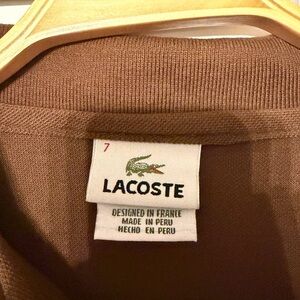 7
LACOSTE
DESIGNED IN FRANCE
MADE IN PERU
HECHO EN PERU